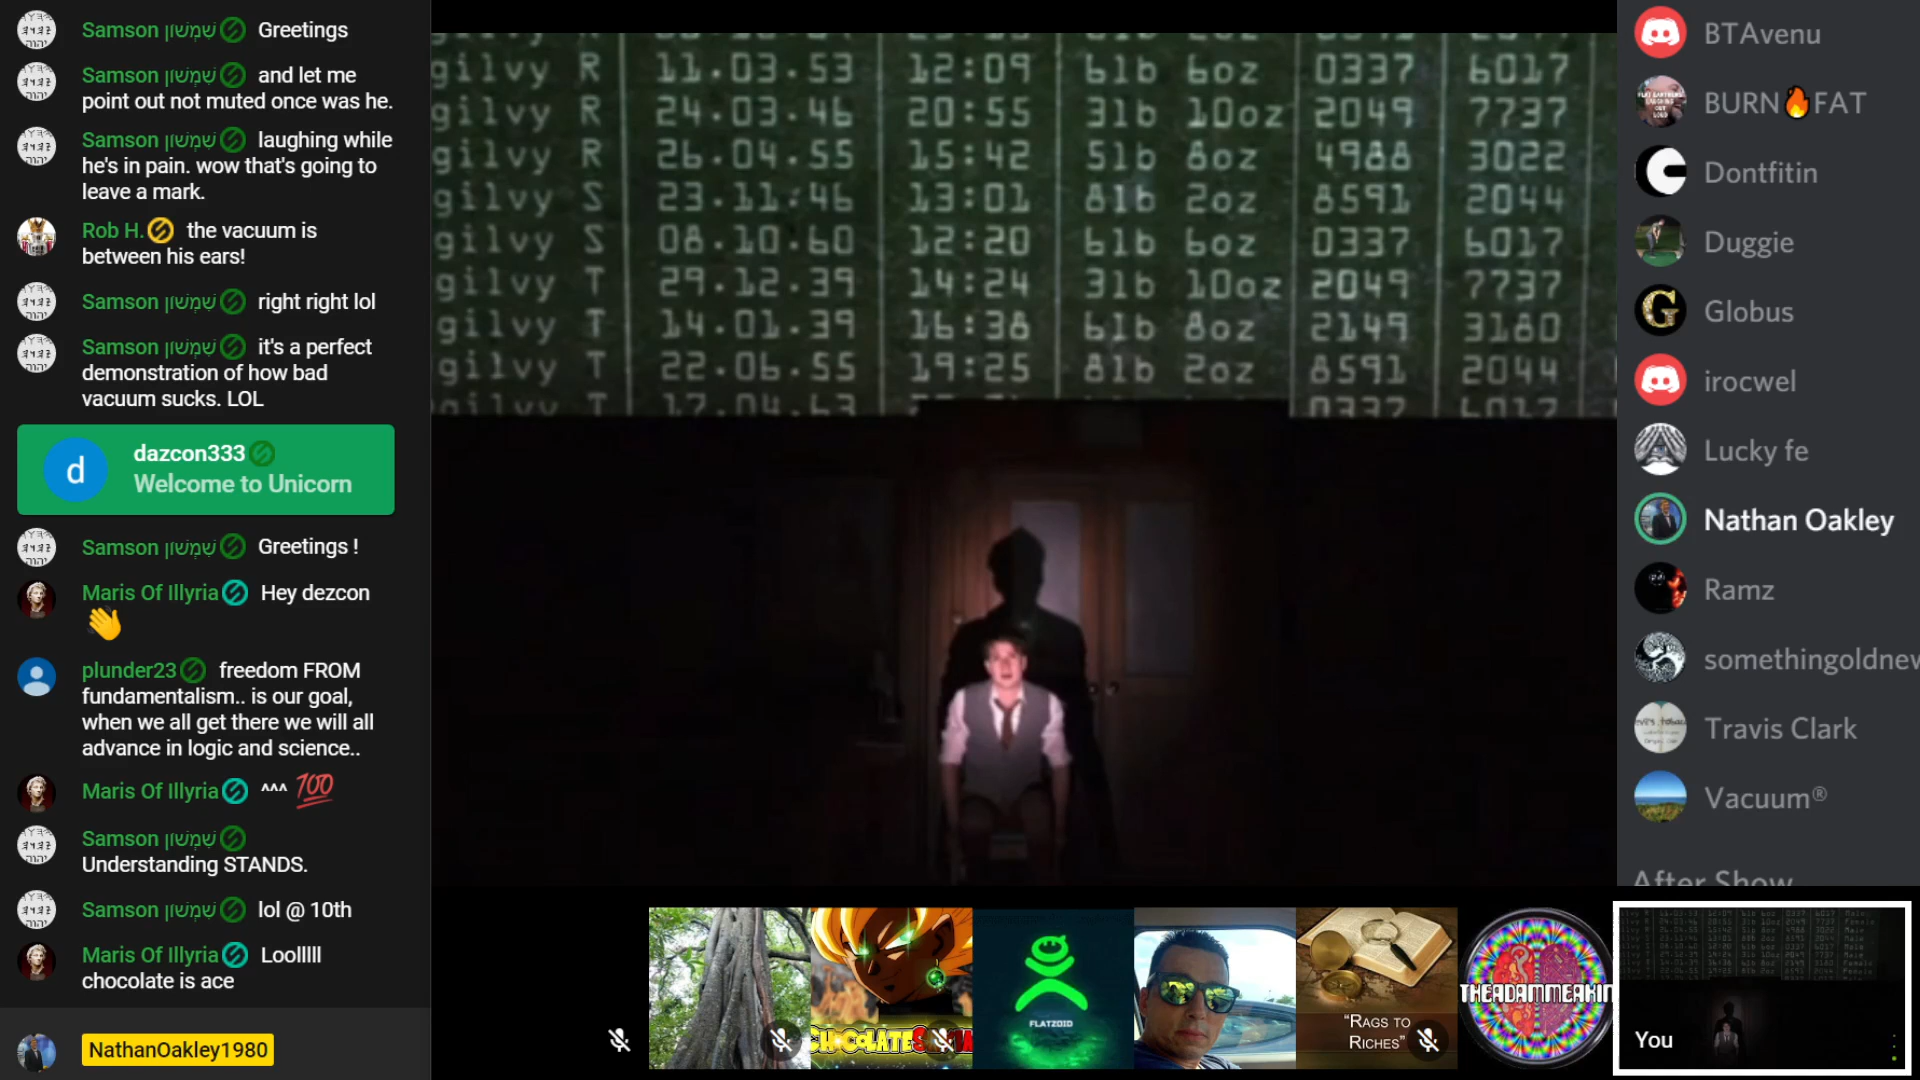 Samson שִׁמְשׁוֹן| Greetings
Samson שִׁמְשׁוֹן| and let me
point out not muted once was he.
Samson שִׁמְשׁוֹן| laughing while
he's in pain. wow that's going to
leave a mark.
Rob H. the vacuum is
between his ears!
Samson שִׁמְשׁוֹן| right right lol
Samson שִׁמְשׁוֹן| it's a perfect
demonstration of how bad
vacuum sucks. LOL
d
dazcon333
Welcome to Unicorn
Samson שִׁמְשׁוֹן| Greetings !
Maris Of Illyria Hey dezcon
👋
plunder23 freedom FROM
fundamentalism.. is our goal,
when we all get there we will all
advance in logic and science..
Maris Of Illyria ^^^ 💯
Samson שִׁמְשׁוֹן|
Understanding STANDS.
Samson שִׁמְשׁוֹן| lol @ 10th
Maris Of Illyria Loolllll
chocolate is ace
NathanOakley1980
gilvy R 11.03.53 12:09 6lb 6oz 0337 6017
gilvy R 24.03.46 20:55 3lb 10oz 2049 7737
gilvy R 26.04.55 15:42 5lb 8oz 4988 3022
gilvy S 23.11:46 13:01 8lb 2oz 8591 2044
gilvy S 08.10.60 12:20 6lb 6oz 0337 6017
gilvy T 29.12.39 14:24 3lb 10oz 2049 7737
gilvy T 14.01.39 16:38 6lb 8oz 2149 3180
gilvy T 22.06.55 19:25 8lb 2oz 8591 2044
gilvy T 17.04.63 0337 6017
BTAvenu
BURN🔥FAT
Dontfitin
Duggie
G
Globus
irocwel
Lucky fe
Nathan Oakley
Ramz
somethingoldnew
Travis Clark
Vacuum®
After Show
CHOCOLATE
FLATZOID
"RAGS TO
RICHES"
THEADAMMEAKIN
You